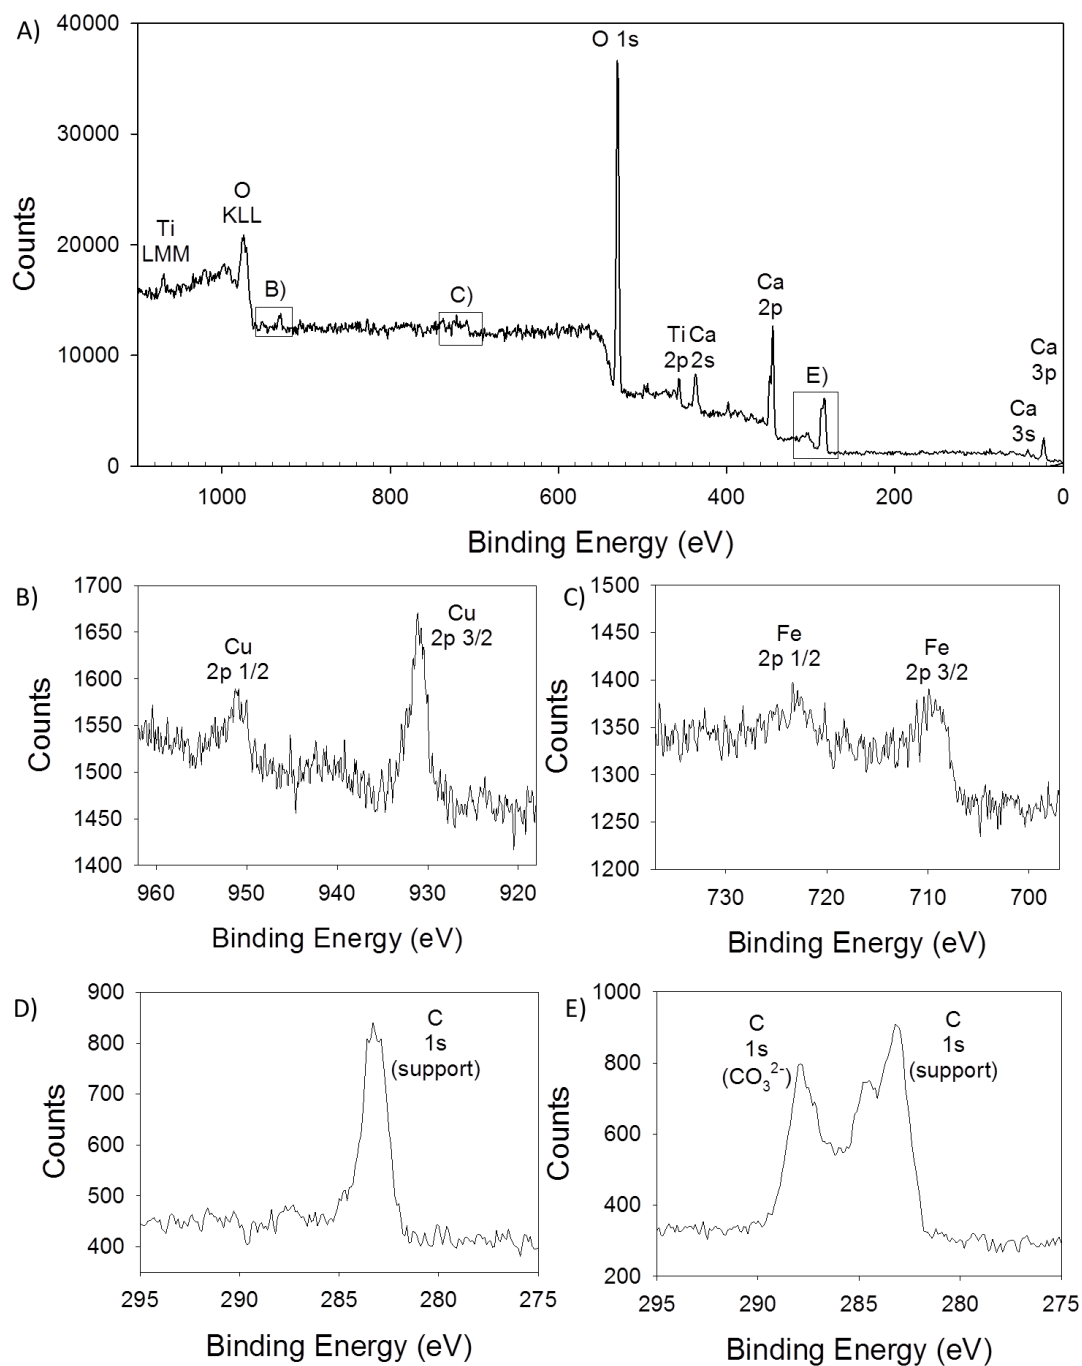 A)
40000
30000
20000
10000
0
Counts
Ti
LMM
O
KLL
B)
C)
O 1s
Ti Ca
2p 2s
Ca
2p
E)
Ca
3s
Ca
3p
1000 800 600 400 200 0
Binding Energy (eV)
B)
1700
1650
1600
1550
1500
1450
1400
Counts
Cu
2p 1/2
Cu
2p 3/2
960 950 940 930 920
Binding Energy (eV)
C)
1500
1450
1400
1350
1300
1250
1200
Counts
Fe
2p 1/2
Fe
2p 3/2
730 720 710 700
Binding Energy (eV)
D)
900
800
700
600
500
400
Counts
C
1s
(support)
295 290 285 280 275
Binding Energy (eV)
E)
1000
800
600
400
200
Counts
C
1s
(CO₃²⁻)
C
1s
(support)
295 290 285 280 275
Binding Energy (eV)